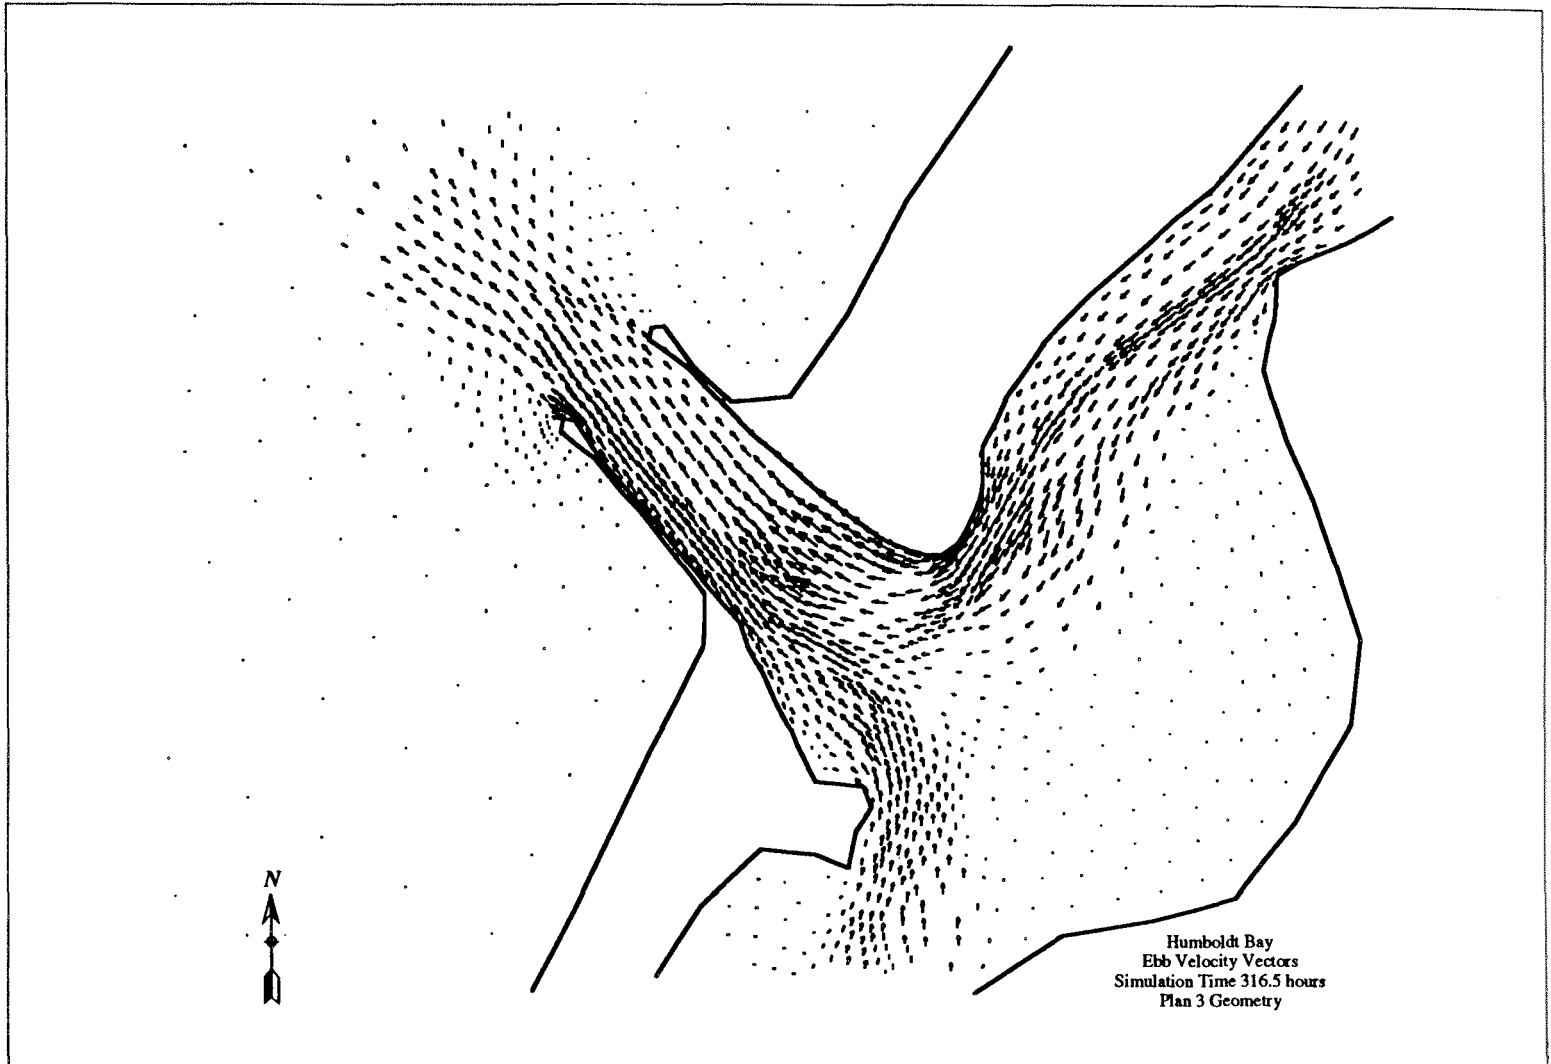 N
Humboldt Bay
Ebb Velocity Vectors
Simulation Time 316.5 hours
Plan 3 Geometry